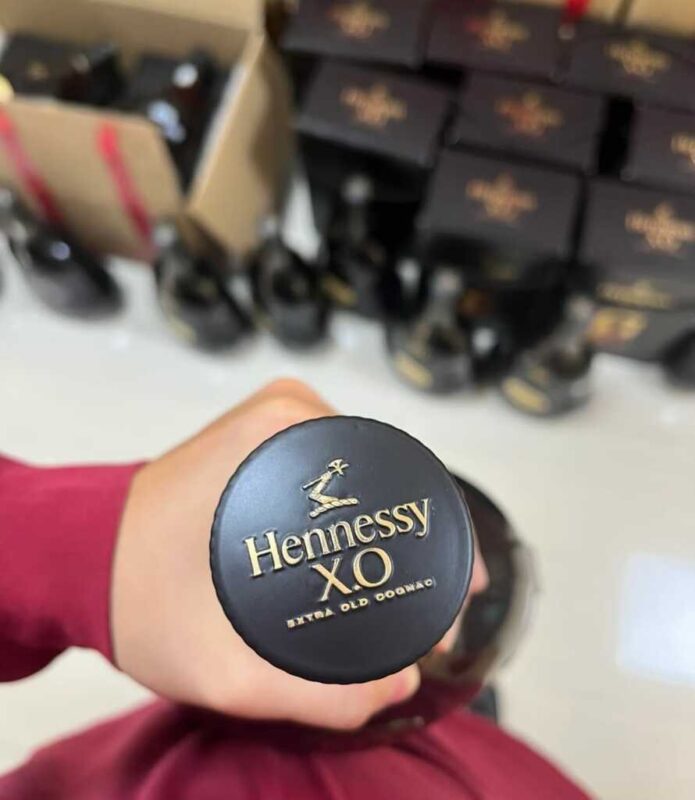 Hennessy
X.O
EXTRA OLD COGNAC